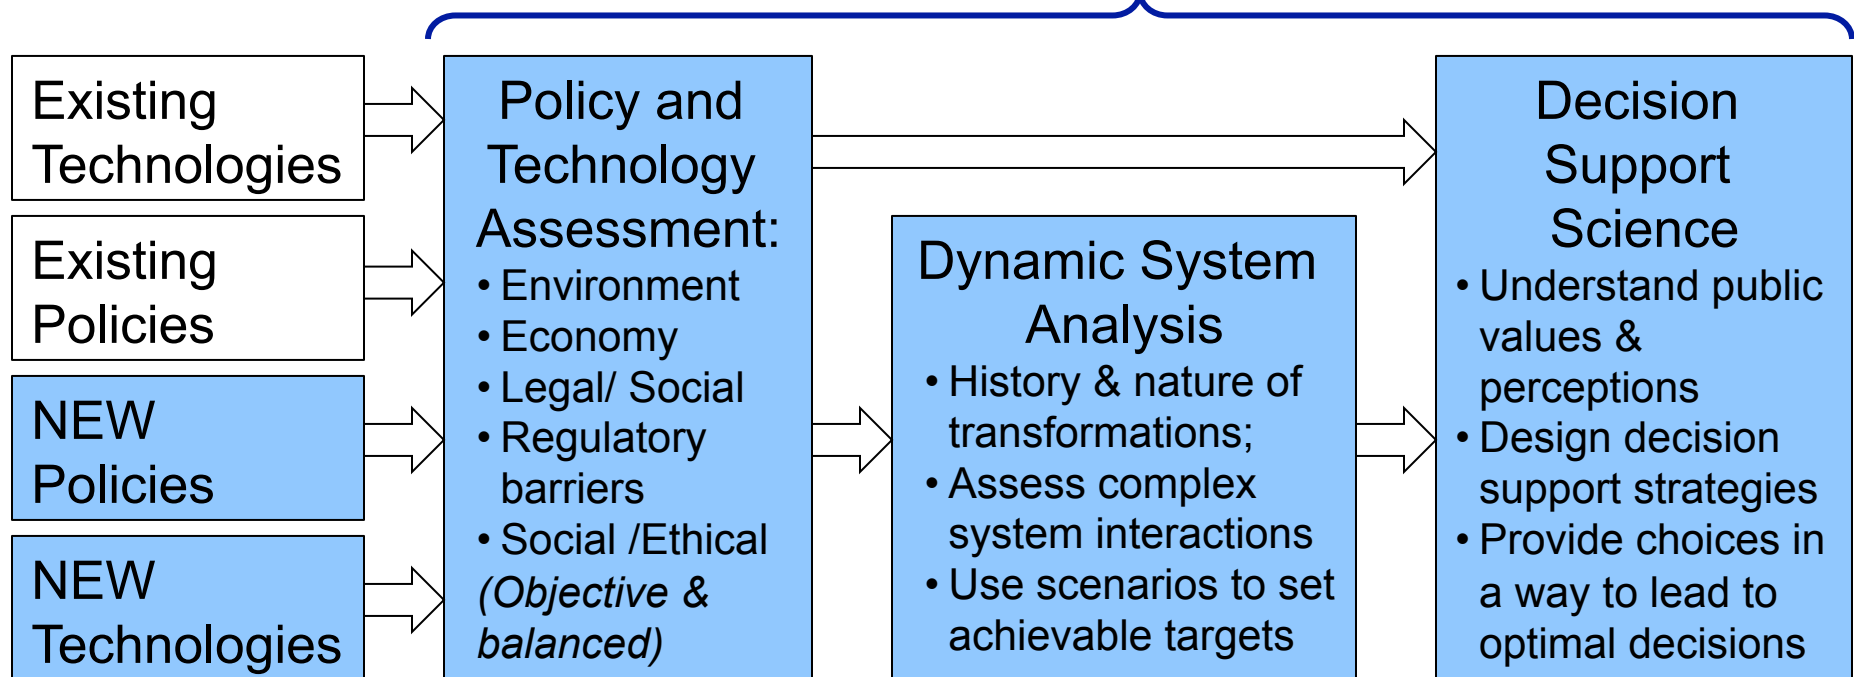 Existing
Technologies
Existing
Policies
NEW
Policies
NEW
Technologies
Policy and
Technology
Assessment:
• Environment
• Economy
• Legal/ Social
• Regulatory
barriers
• Social /Ethical
(Objective &
balanced)
Dynamic System
Analysis
• History & nature of
transformations;
• Assess complex
system interactions
• Use scenarios to set
achievable targets
Decision
Support
Science
• Understand public
values &
perceptions
• Design decision
support strategies
• Provide choices in
a way to lead to
optimal decisions